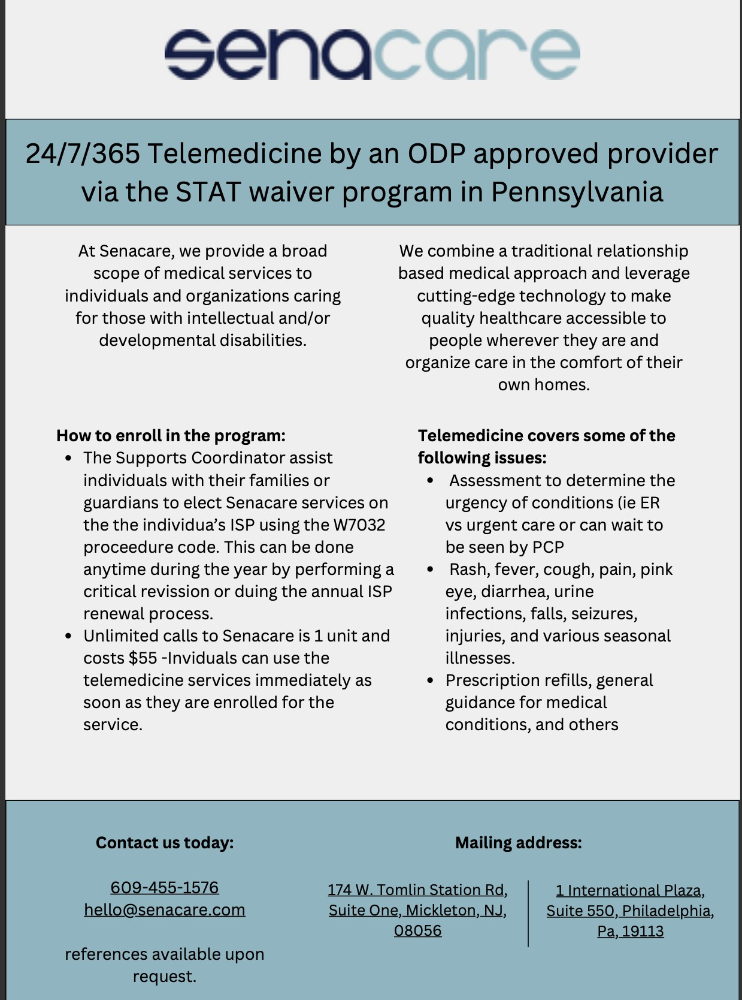 senacare
24/7/365 Telemedicine by an ODP approved provider
via the STAT waiver program in Pennsylvania
At Senacare, we provide a broad
scope of medical services to
individuals and organizations caring
for those with intellectual and/or
developmental disabilities.
We combine a traditional relationship
based medical approach and leverage
cutting-edge technology to make
quality healthcare accessible to
people wherever they are and
organize care in the comfort of their
own homes.
How to enroll in the program:
• The Supports Coordinator assist
individuals with their families or
guardians to elect Senacare services on
the the individua’s ISP using the W7032
proceedure code. This can be done
anytime during the year by performing a
critical revission or duing the annual ISP
renewal process.
• Unlimited calls to Senacare is 1 unit and
costs $55 -Inviduals can use the
telemedicine services immediately as
soon as they are enrolled for the
service.
Telemedicine covers some of the
following issues:
• Assessment to determine the
urgency of conditions (ie ER
vs urgent care or can wait to
be seen by PCP
• Rash, fever, cough, pain, pink
eye, diarrhea, urine
infections, falls, seizures,
injuries, and various seasonal
illnesses.
• Prescription refills, general
guidance for medical
conditions, and others
Contact us today:
609-455-1576
hello@senacare.com
references available upon
request.
Mailing address:
174 W. Tomlin Station Rd,
Suite One, Mickleton, NJ,
08056
1 International Plaza,
Suite 550, Philadelphia,
Pa, 19113